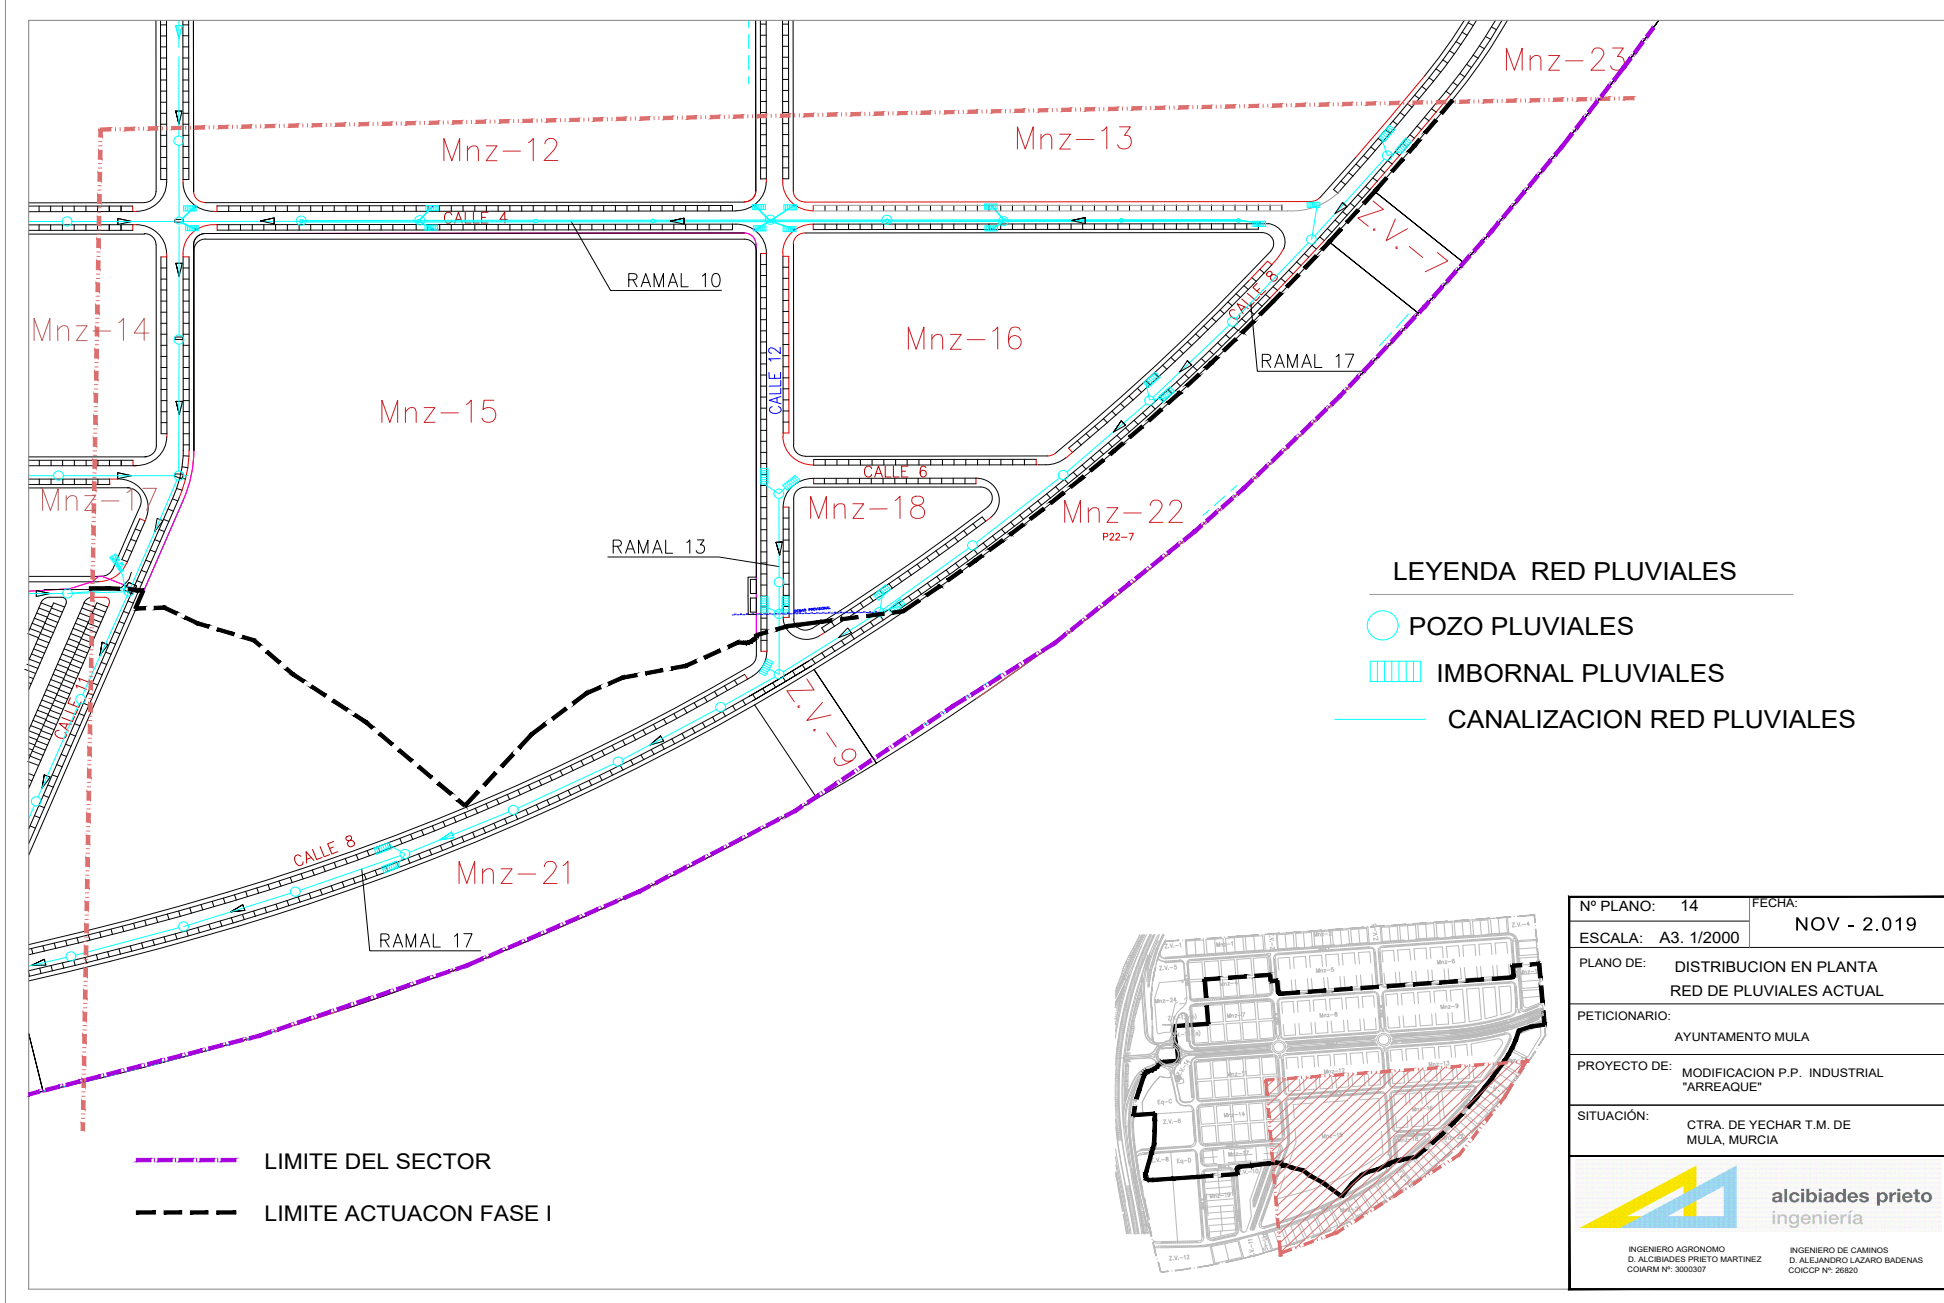 Mnz-23
Mnz-12
Mnz-13
CALLE 4
Z.V.-7
RAMAL 10
CALLE 8
Mnz-14
Mnz-16
CALLE 12
RAMAL 17
Mnz-15
CALLE 6
Mnz-17
Mnz-18
Mnz-22
P22-7
RAMAL 13
CALLE 11
Z.V.-9
CALLE 8
Mnz-21
RAMAL 17
LEYENDA RED PLUVIALES
POZO PLUVIALES
IMBORNAL PLUVIALES
CANALIZACION RED PLUVIALES
LIMITE DEL SECTOR
LIMITE ACTUACON FASE I
Nº PLANO: 14
FECHA:
NOV - 2.019
ESCALA: A3. 1/2000
PLANO DE: DISTRIBUCION EN PLANTA
RED DE PLUVIALES ACTUAL
PETICIONARIO:
AYUNTAMENTO MULA
PROYECTO DE: MODIFICACION P.P. INDUSTRIAL
"ARREAQUE"
SITUACIÓN:
CTRA. DE YECHAR T.M. DE
MULA, MURCIA
alcibiades prieto
ingeniería
INGENIERO AGRONOMO
D. ALCIBIADES PRIETO MARTINEZ
COIARM Nº: 3000307
INGENIERO DE CAMINOS
D. ALEJANDRO LAZARO BADENAS
COICCP Nº: 26820